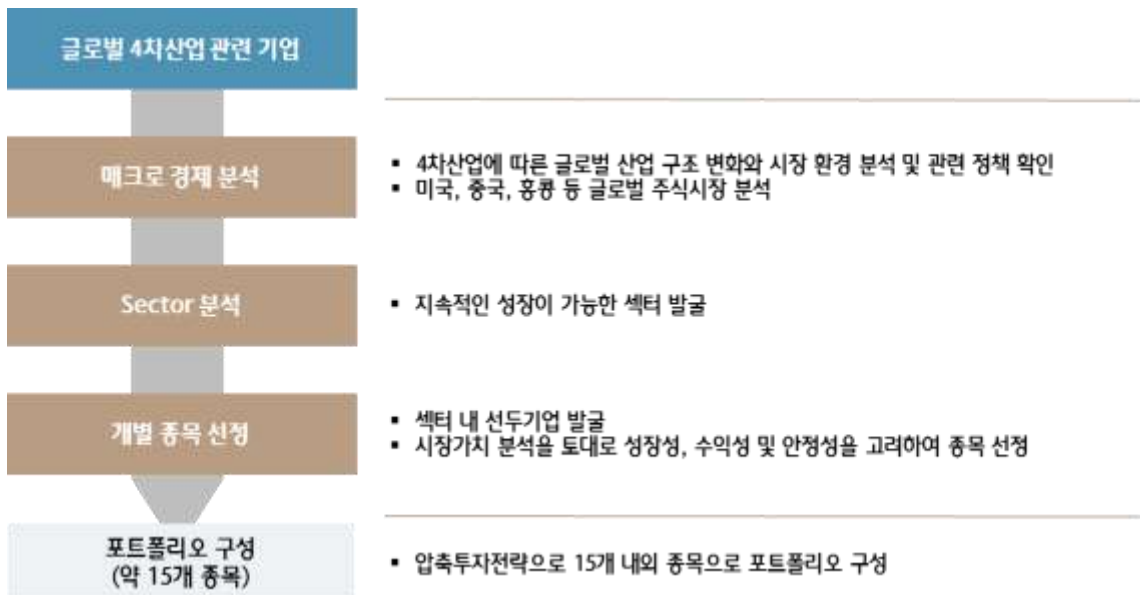 글로벌 4차산업 관련 기업
매크로 경제 분석
▪ 4차산업에 따른 글로벌 산업 구조 변화와 시장 환경 분석 및 관련 정책 확인
▪ 미국, 중국, 홍콩 등 글로벌 주식시장 분석
Sector 분석
▪ 지속적인 성장이 가능한 섹터 발굴
개별 종목 선정
▪ 섹터 내 선두기업 발굴
▪ 시장가치 분석을 토대로 성장성, 수익성 및 안정성을 고려하여 종목 선정
포트폴리오 구성
(약 15개 종목)
▪ 압축투자전략으로 15개 내외 종목으로 포트폴리오 구성